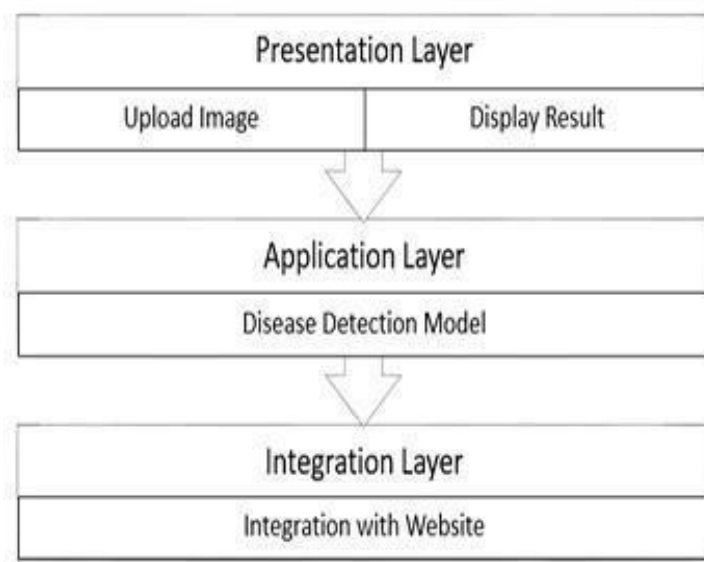 Presentation Layer
Upload Image
Display Result
Application Layer
Disease Detection Model
Integration Layer
Integration with Website